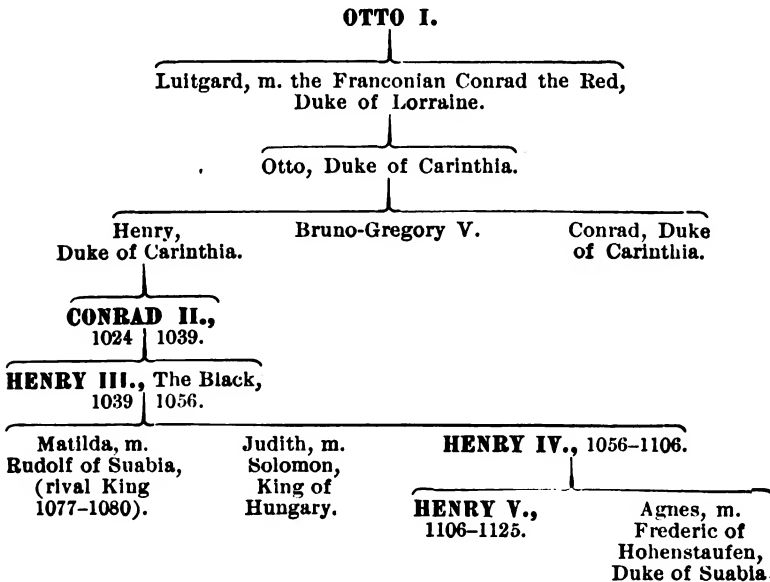 OTTO I.
Luitgard, m. the Franconian Conrad the Red,
Duke of Lorraine.
Otto, Duke of Carinthia.
Henry,
Duke of Carinthia.
Bruno-Gregory V.
Conrad, Duke
of Carinthia.
CONRAD II.,
1024 1039.
HENRY III., The Black,
1039 1056.
Matilda, m.
Rudolf of Suabia,
(rival King
1077–1080).
Judith, m.
Solomon,
King of
Hungary.
HENRY IV., 1056–1106.
HENRY V.,
1106–1125.
Agnes, m.
Frederic of
Hohenstaufen,
Duke of Suabia